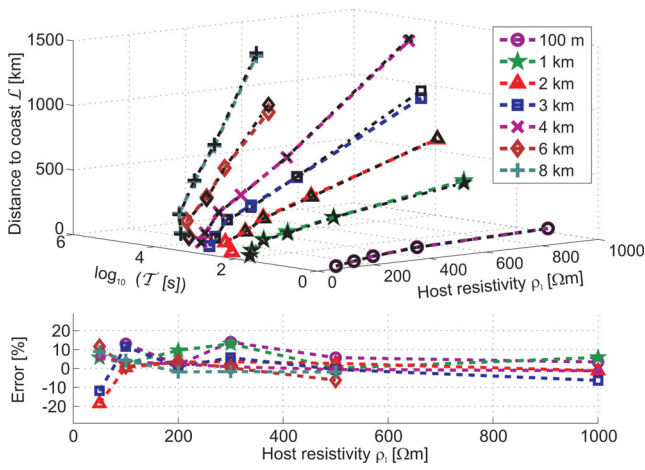 Distance to coast ℒ [km]
1500
1000
500
0
6
4
2
0
log₁₀ (𝒯 [s])
0
200
400
600
800
1000
Host resistivity ρᵢ [Ωm]
100 m
1 km
2 km
3 km
4 km
6 km
8 km
Error [%]
20
10
0
-10
-20
0
200
400
600
800
1000
Host resistivity ρᵢ [Ωm]